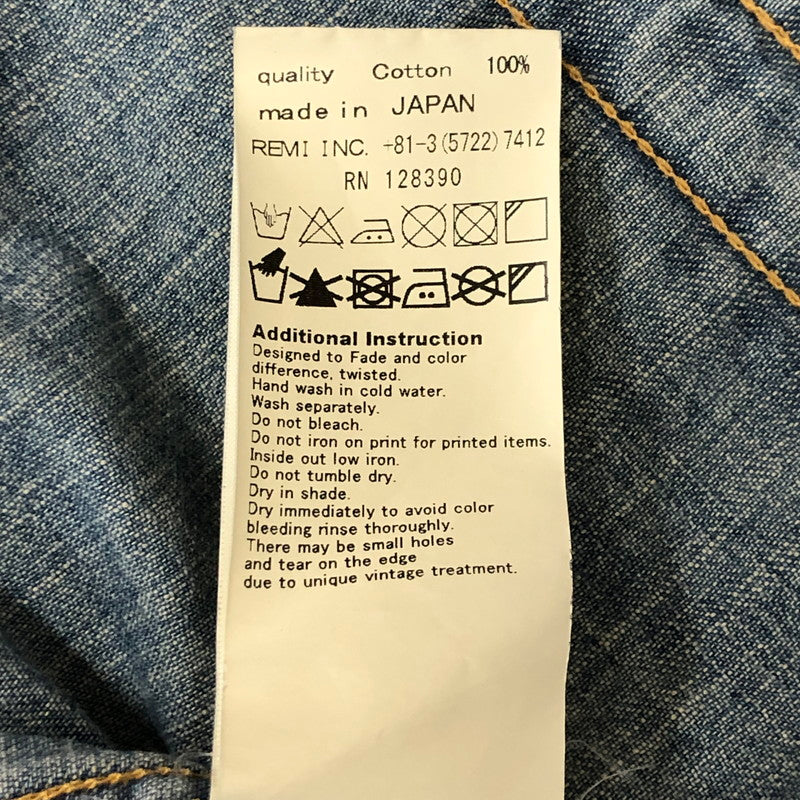 quality Cotton 100%
made in JAPAN
REMI INC. +81-3(5722)7412
RN 128390
Additional Instruction
Designed to Fade and color
difference, twisted.
Hand wash in cold water.
Wash separately.
Do not bleach.
Do not iron on print for printed items.
Inside out low iron.
Do not tumble dry.
Dry in shade.
Dry immediately to avoid color
bleeding rinse thoroughly.
There may be small holes
and tear on the edge
due to unique vintage treatment.